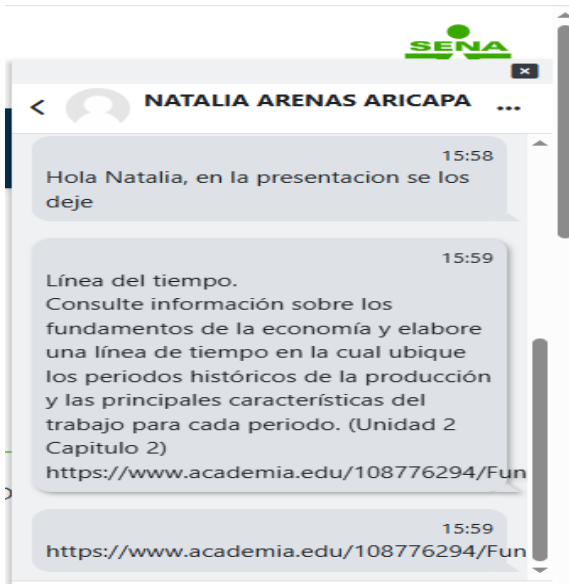 SENA
NATALIA ARENAS ARICAPA
15:58
Hola Natalia, en la presentacion se los
deje
15:59
Línea del tiempo.
Consulte información sobre los
fundamentos de la economía y elabore
una línea de tiempo en la cual ubique
los periodos históricos de la producción
y las principales características del
trabajo para cada periodo. (Unidad 2
Capitulo 2)
https://www.academia.edu/108776294/Fun
15:59
https://www.academia.edu/108776294/Fun